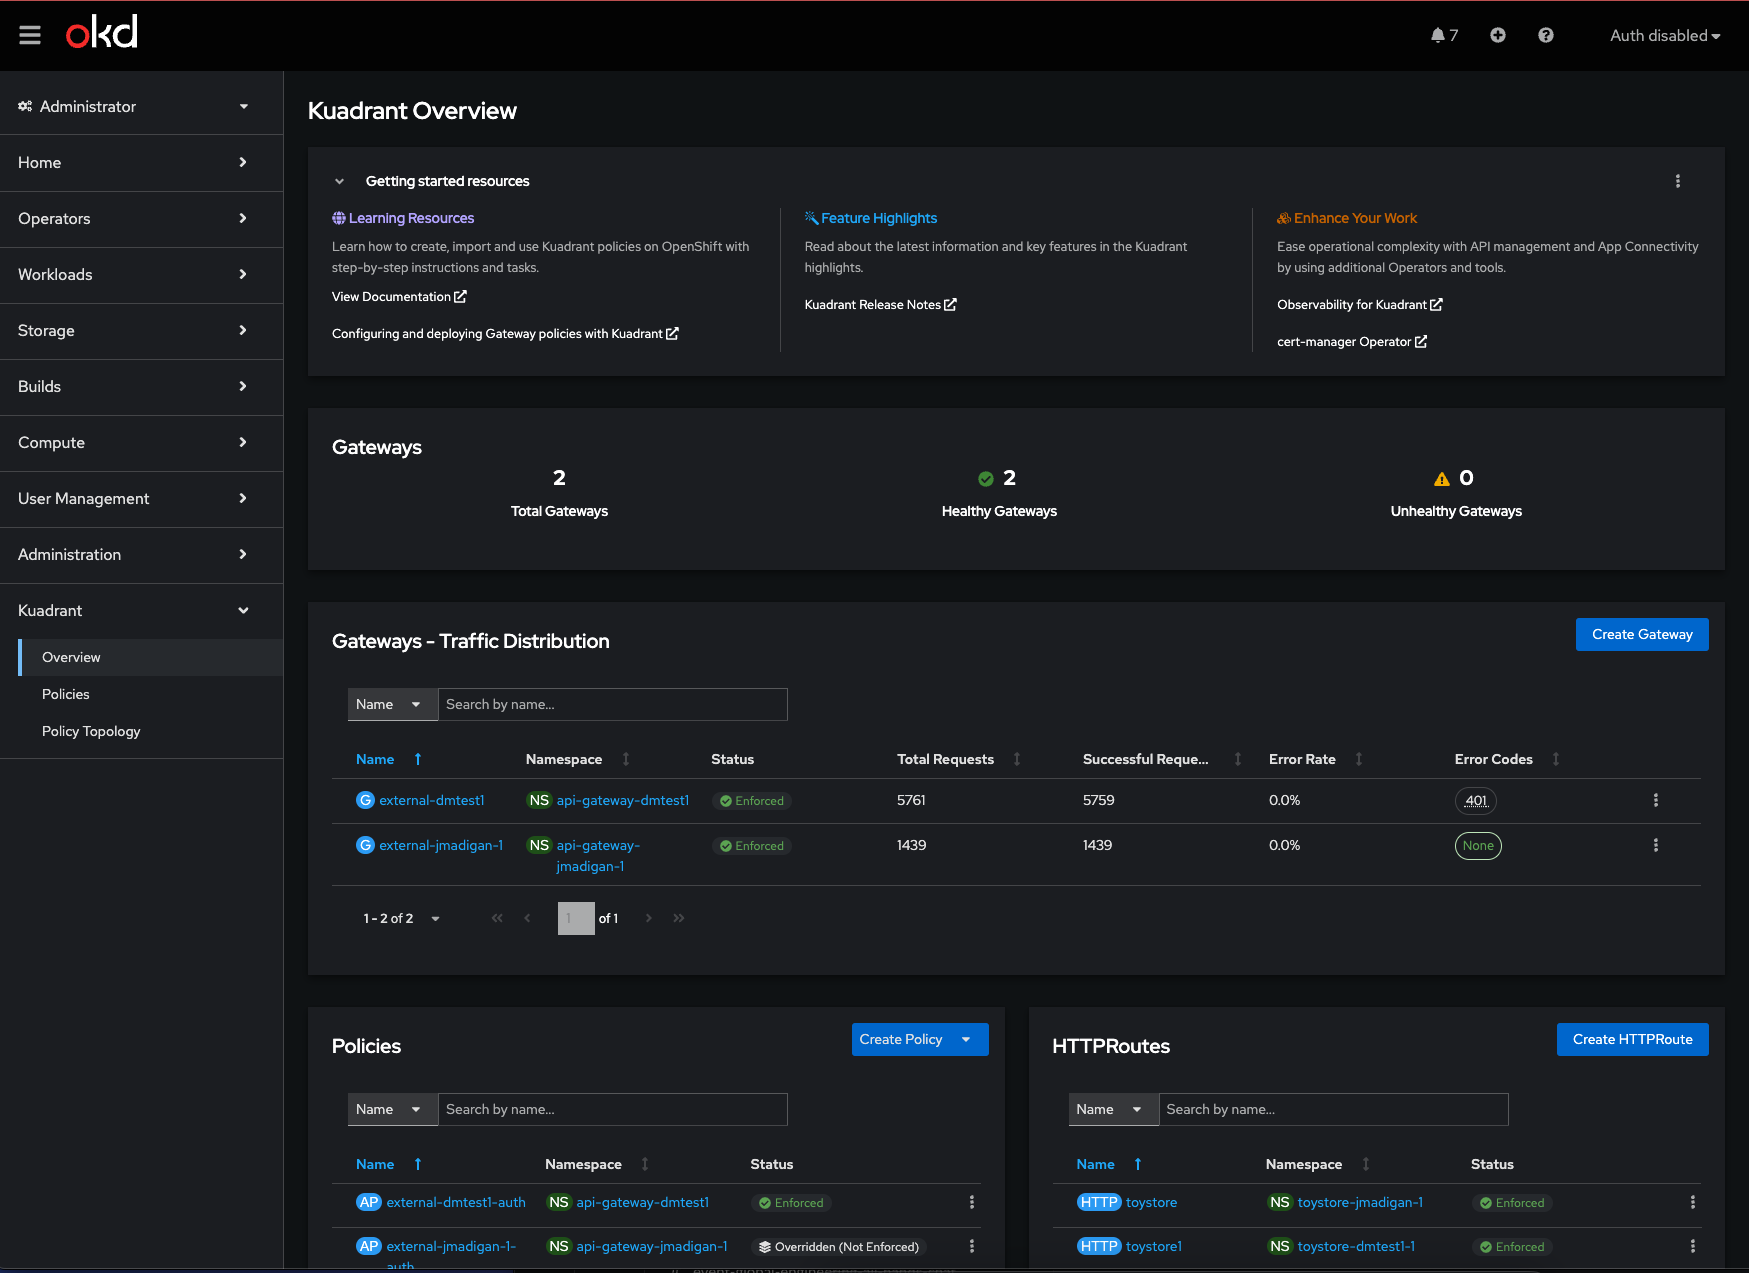 okd
7
Auth disabled
Administrator
Home
Operators
Workloads
Storage
Builds
Compute
User Management
Administration
Kuadrant
Overview
Policies
Policy Topology
Kuadrant Overview
Getting started resources
Learning Resources
Learn how to create, import and use Kuadrant policies on OpenShift with
step-by-step instructions and tasks.
View Documentation
Configuring and deploying Gateway policies with Kuadrant
Feature Highlights
Read about the latest information and key features in the Kuadrant
highlights.
Kuadrant Release Notes
Enhance Your Work
Ease operational complexity with API management and App Connectivity
by using additional Operators and tools.
Observability for Kuadrant
cert-manager Operator
Gateways
2
Total Gateways
2
Healthy Gateways
0
Unhealthy Gateways
Gateways - Traffic Distribution
Create Gateway
Name Search by name...
Name Namespace Status Total Requests Successful Reque... Error Rate Error Codes
G external-dmtest1 NS api-gateway-dmtest1 Enforced 5761 5759 0.0% 401
G external-jmadigan-1 NS api-gateway- Enforced 1439 1439 0.0% None
jmadigan-1
1 - 2 of 2 1 of 1
Policies
Create Policy
Name Search by name...
Name Namespace Status
AP external-dmtest1-auth NS api-gateway-dmtest1 Enforced
AP external-jmadigan-1- NS api-gateway-jmadigan-1 Overridden (Not Enforced)
auth
HTTPRoutes
Create HTTPRoute
Name Search by name...
Name Namespace Status
HTTP toystore NS toystore-jmadigan-1 Enforced
HTTP toystore1 NS toystore-dmtest1-1 Enforced